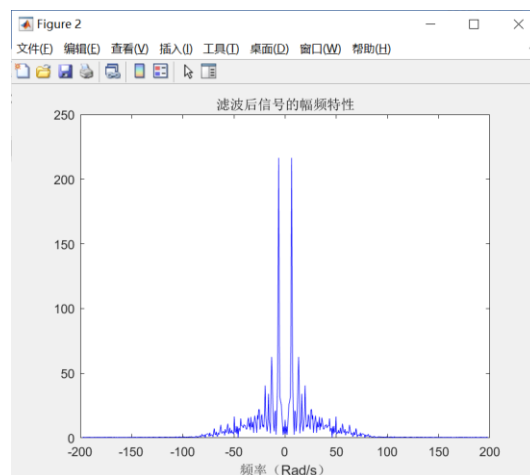 Figure 2
文件(F) 编辑(E) 查看(V) 插入(I) 工具(T) 桌面(D) 窗口(W) 帮助(H)
滤波后信号的幅频特性
250
200
150
100
50
0
-200 -150 -100 -50 0 50 100 150 200
频率（Rad/s）